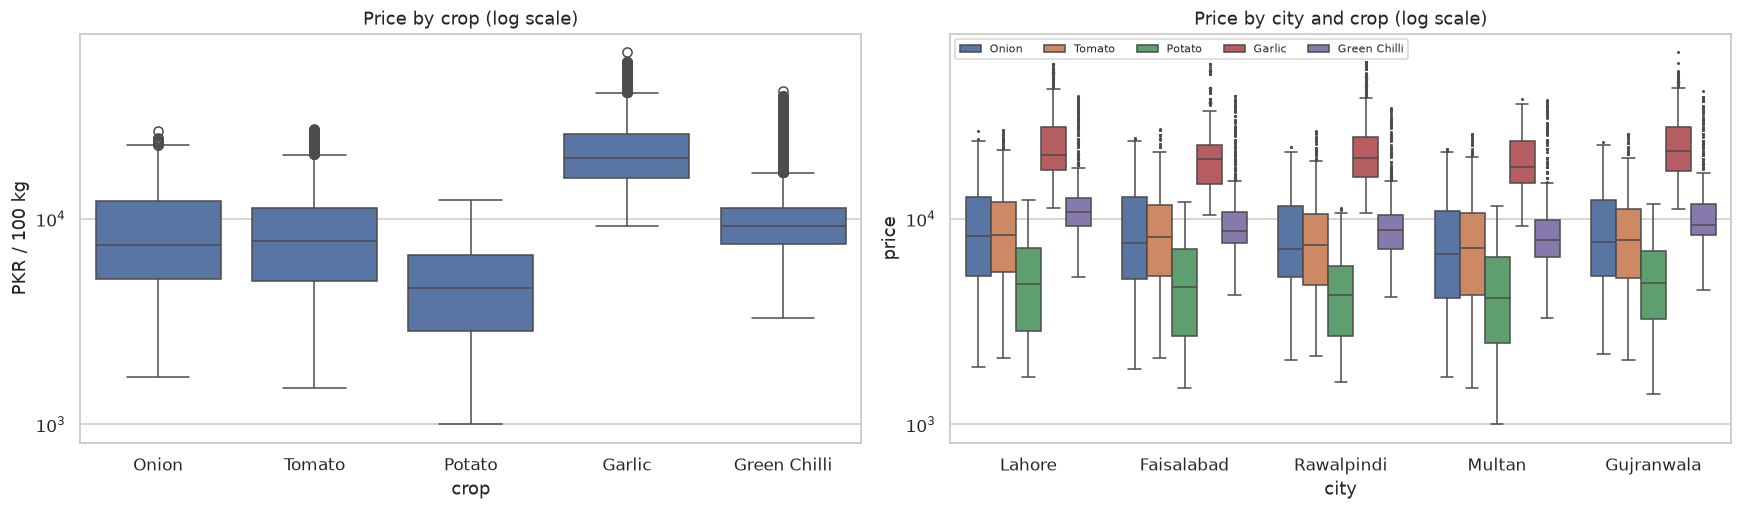 Price by crop (log scale)
PKR / 100 kg
10^4
10^3
Onion Tomato Potato Garlic Green Chilli
crop
Price by city and crop (log scale)
Onion Tomato Potato Garlic Green Chilli
price
10^4
10^3
Lahore Faisalabad Rawalpindi Multan Gujranwala
city